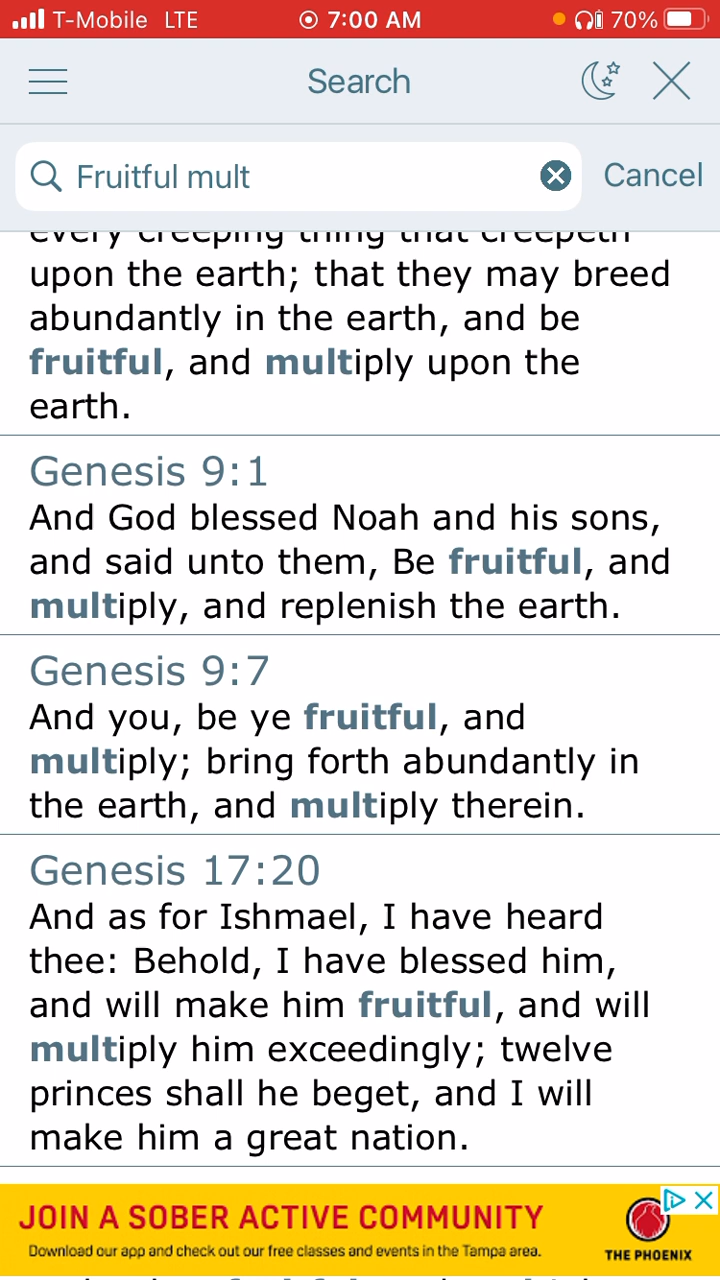 T-Mobile LTE 7:00 AM 70%
Search
Fruitful mult Cancel
every creeping thing that creepeth
upon the earth; that they may breed
abundantly in the earth, and be
fruitful, and multiply upon the
earth.
Genesis 9:1
And God blessed Noah and his sons,
and said unto them, Be fruitful, and
multiply, and replenish the earth.
Genesis 9:7
And you, be ye fruitful, and
multiply; bring forth abundantly in
the earth, and multiply therein.
Genesis 17:20
And as for Ishmael, I have heard
thee: Behold, I have blessed him,
and will make him fruitful, and will
multiply him exceedingly; twelve
princes shall he beget, and I will
make him a great nation.
JOIN A SOBER ACTIVE COMMUNITY
Download our app and check out our free classes and events in the Tampa area.
THE PHOENIX